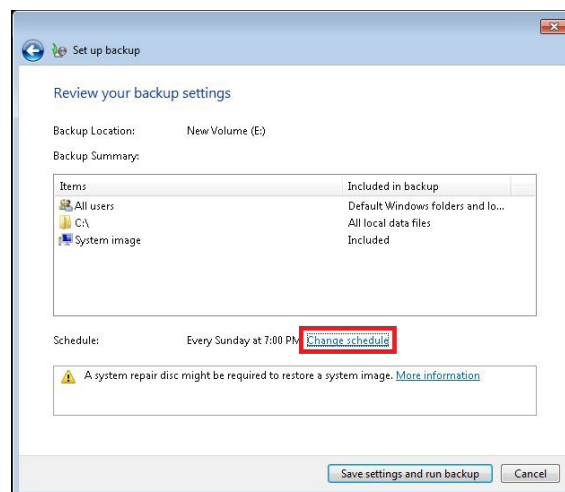 Set up backup
Review your backup settings
Backup Location: New Volume (E:)
Backup Summary:
Items Included in backup
All users Default Windows folders and lo...
C:\ All local data files
System image Included
Schedule: Every Sunday at 7:00 PM Change schedule
A system repair disc might be required to restore a system image. More information
Save settings and run backup Cancel